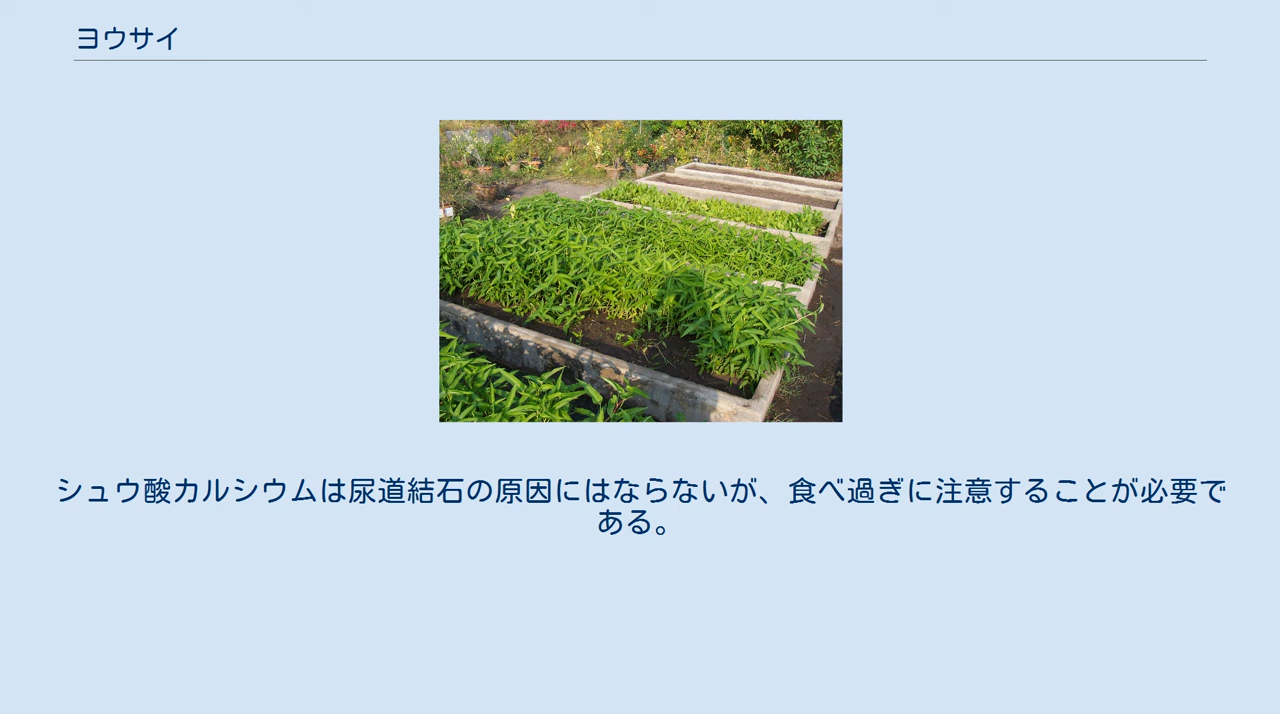 ヨウサイ
シュウ酸カルシウムは尿道結石の原因にはならないが、食べ過ぎに注意することが必要で
ある。